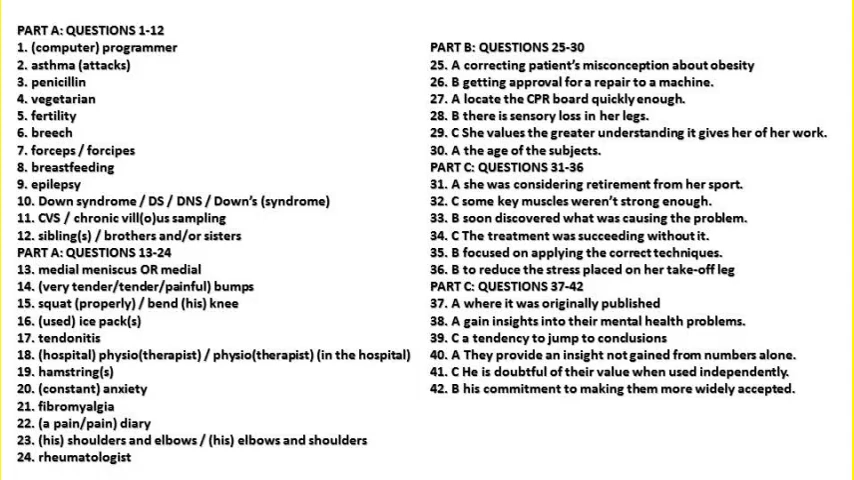 PART A: QUESTIONS 1-12
1. (computer) programmer
2. asthma (attacks)
3. penicillin
4. vegetarian
5. fertility
6. breech
7. forceps / forcipes
8. breastfeeding
9. epilepsy
10. Down syndrome / DS / DNS / Down's (syndrome)
11. CVS / chronic vill(o)us sampling
12. sibling(s) / brothers and/or sisters
PART A: QUESTIONS 13-24
13. medial meniscus OR medial
14. (very tender/tender/painful) bumps
15. squat (properly) / bend (his) knee
16. (used) ice pack(s)
17. tendonitis
18. (hospital) physio(therapist) / physio(therapist) (in the hospital)
19. hamstring(s)
20. (constant) anxiety
21. fibromyalgia
22. (a pain/pain) diary
23. (his) shoulders and elbows / (his) elbows and shoulders
24. rheumatologist
PART B: QUESTIONS 25-30
25. A correcting patient's misconception about obesity
26. B getting approval for a repair to a machine.
27. A locate the CPR board quickly enough.
28. B there is sensory loss in her legs.
29. C She values the greater understanding it gives her of her work.
30. A the age of the subjects.
PART C: QUESTIONS 31-36
31. A she was considering retirement from her sport.
32. C some key muscles weren't strong enough.
33. B soon discovered what was causing the problem.
34. C The treatment was succeeding without it.
35. B focused on applying the correct techniques.
36. B to reduce the stress placed on her take-off leg
PART C: QUESTIONS 37-42
37. A where it was originally published
38. A gain insights into their mental health problems.
39. C a tendency to jump to conclusions
40. A They provide an insight not gained from numbers alone.
41. C He is doubtful of their value when used independently.
42. B his commitment to making them more widely accepted.